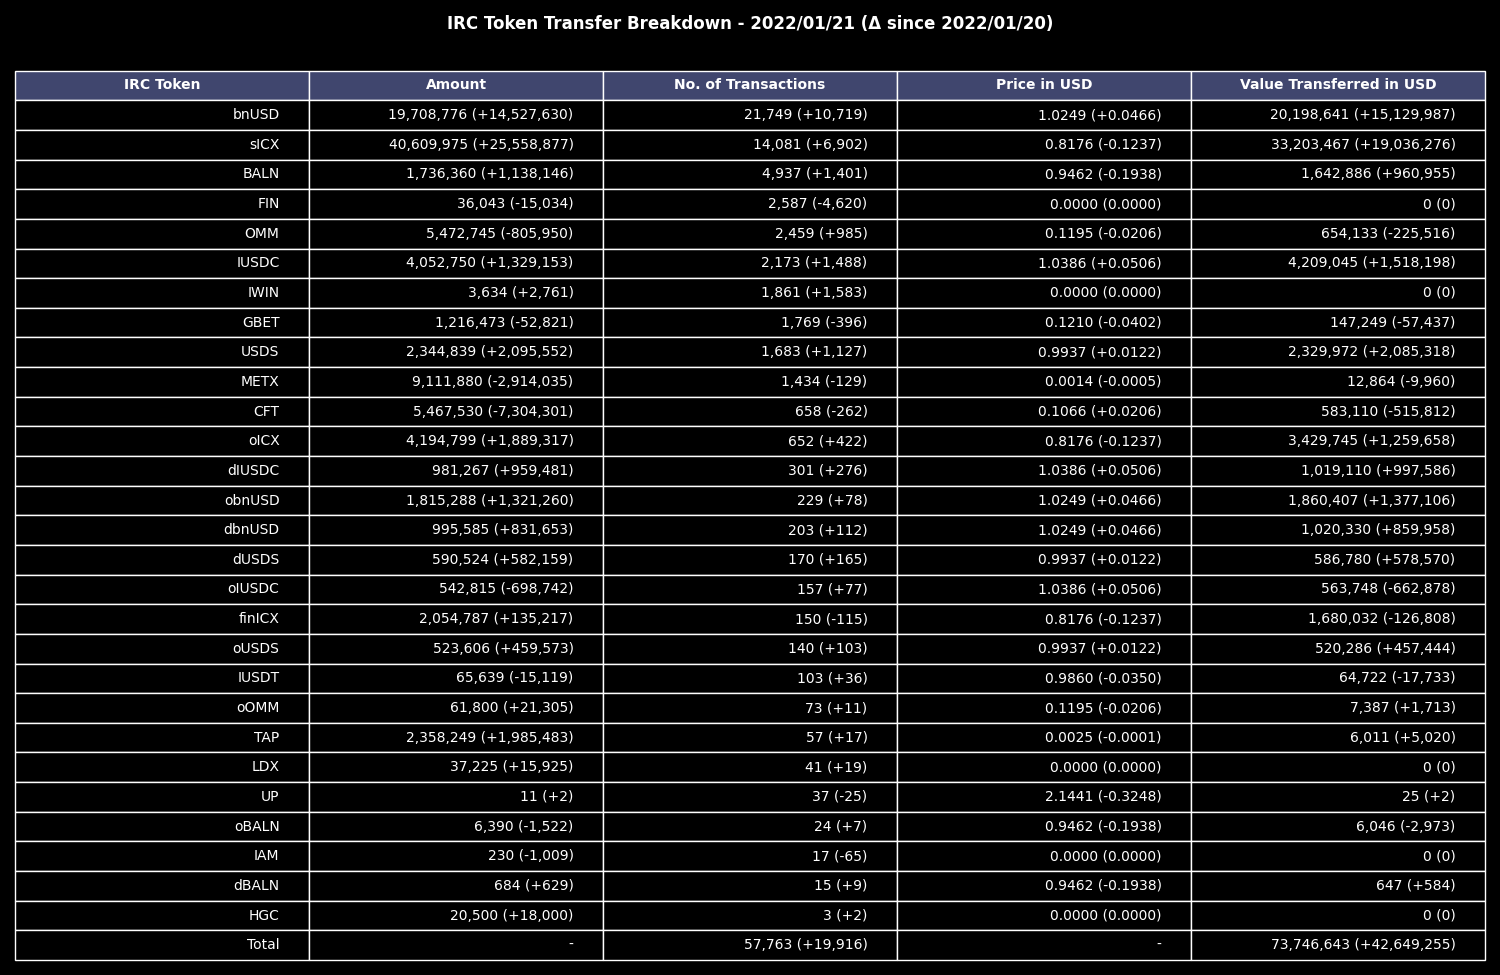 IRC Token Transfer Breakdown - 2022/01/21 (Δ since 2022/01/20)
IRC Token Amount No. of Transactions Price in USD Value Transferred in USD
bnUSD 19,708,776 (+14,527,630) 21,749 (+10,719) 1.0249 (+0.0466) 20,198,641 (+15,129,987)
sICX 40,609,975 (+25,558,877) 14,081 (+6,902) 0.8176 (-0.1237) 33,203,467 (+19,036,276)
BALN 1,736,360 (+1,138,146) 4,937 (+1,401) 0.9462 (-0.1938) 1,642,886 (+960,955)
FIN 36,043 (-15,034) 2,587 (-4,620) 0.0000 (0.0000) 0 (0)
OMM 5,472,745 (-805,950) 2,459 (+985) 0.1195 (-0.0206) 654,133 (-225,516)
IUSDC 4,052,750 (+1,329,153) 2,173 (+1,488) 1.0386 (+0.0506) 4,209,045 (+1,518,198)
IWIN 3,634 (+2,761) 1,861 (+1,583) 0.0000 (0.0000) 0 (0)
GBET 1,216,473 (-52,821) 1,769 (-396) 0.1210 (-0.0402) 147,249 (-57,437)
USDS 2,344,839 (+2,095,552) 1,683 (+1,127) 0.9937 (+0.0122) 2,329,972 (+2,085,318)
METX 9,111,880 (-2,914,035) 1,434 (-129) 0.0014 (-0.0005) 12,864 (-9,960)
CFT 5,467,530 (-7,304,301) 658 (-262) 0.1066 (+0.0206) 583,110 (-515,812)
oICX 4,194,799 (+1,889,317) 652 (+422) 0.8176 (-0.1237) 3,429,745 (+1,259,658)
dIUSDC 981,267 (+959,481) 301 (+276) 1.0386 (+0.0506) 1,019,110 (+997,586)
obnUSD 1,815,288 (+1,321,260) 229 (+78) 1.0249 (+0.0466) 1,860,407 (+1,377,106)
dbnUSD 995,585 (+831,653) 203 (+112) 1.0249 (+0.0466) 1,020,330 (+859,958)
dUSDS 590,524 (+582,159) 170 (+165) 0.9937 (+0.0122) 586,780 (+578,570)
oIUSDC 542,815 (-698,742) 157 (+77) 1.0386 (+0.0506) 563,748 (-662,878)
finICX 2,054,787 (+135,217) 150 (-115) 0.8176 (-0.1237) 1,680,032 (-126,808)
oUSDS 523,606 (+459,573) 140 (+103) 0.9937 (+0.0122) 520,286 (+457,444)
IUSDT 65,639 (-15,119) 103 (+36) 0.9860 (-0.0350) 64,722 (-17,733)
oOMM 61,800 (+21,305) 73 (+11) 0.1195 (-0.0206) 7,387 (+1,713)
TAP 2,358,249 (+1,985,483) 57 (+17) 0.0025 (-0.0001) 6,011 (+5,020)
LDX 37,225 (+15,925) 41 (+19) 0.0000 (0.0000) 0 (0)
UP 11 (+2) 37 (-25) 2.1441 (-0.3248) 25 (+2)
oBALN 6,390 (-1,522) 24 (+7) 0.9462 (-0.1938) 6,046 (-2,973)
IAM 230 (-1,009) 17 (-65) 0.0000 (0.0000) 0 (0)
dBALN 684 (+629) 15 (+9) 0.9462 (-0.1938) 647 (+584)
HGC 20,500 (+18,000) 3 (+2) 0.0000 (0.0000) 0 (0)
Total - 57,763 (+19,916) - 73,746,643 (+42,649,255)